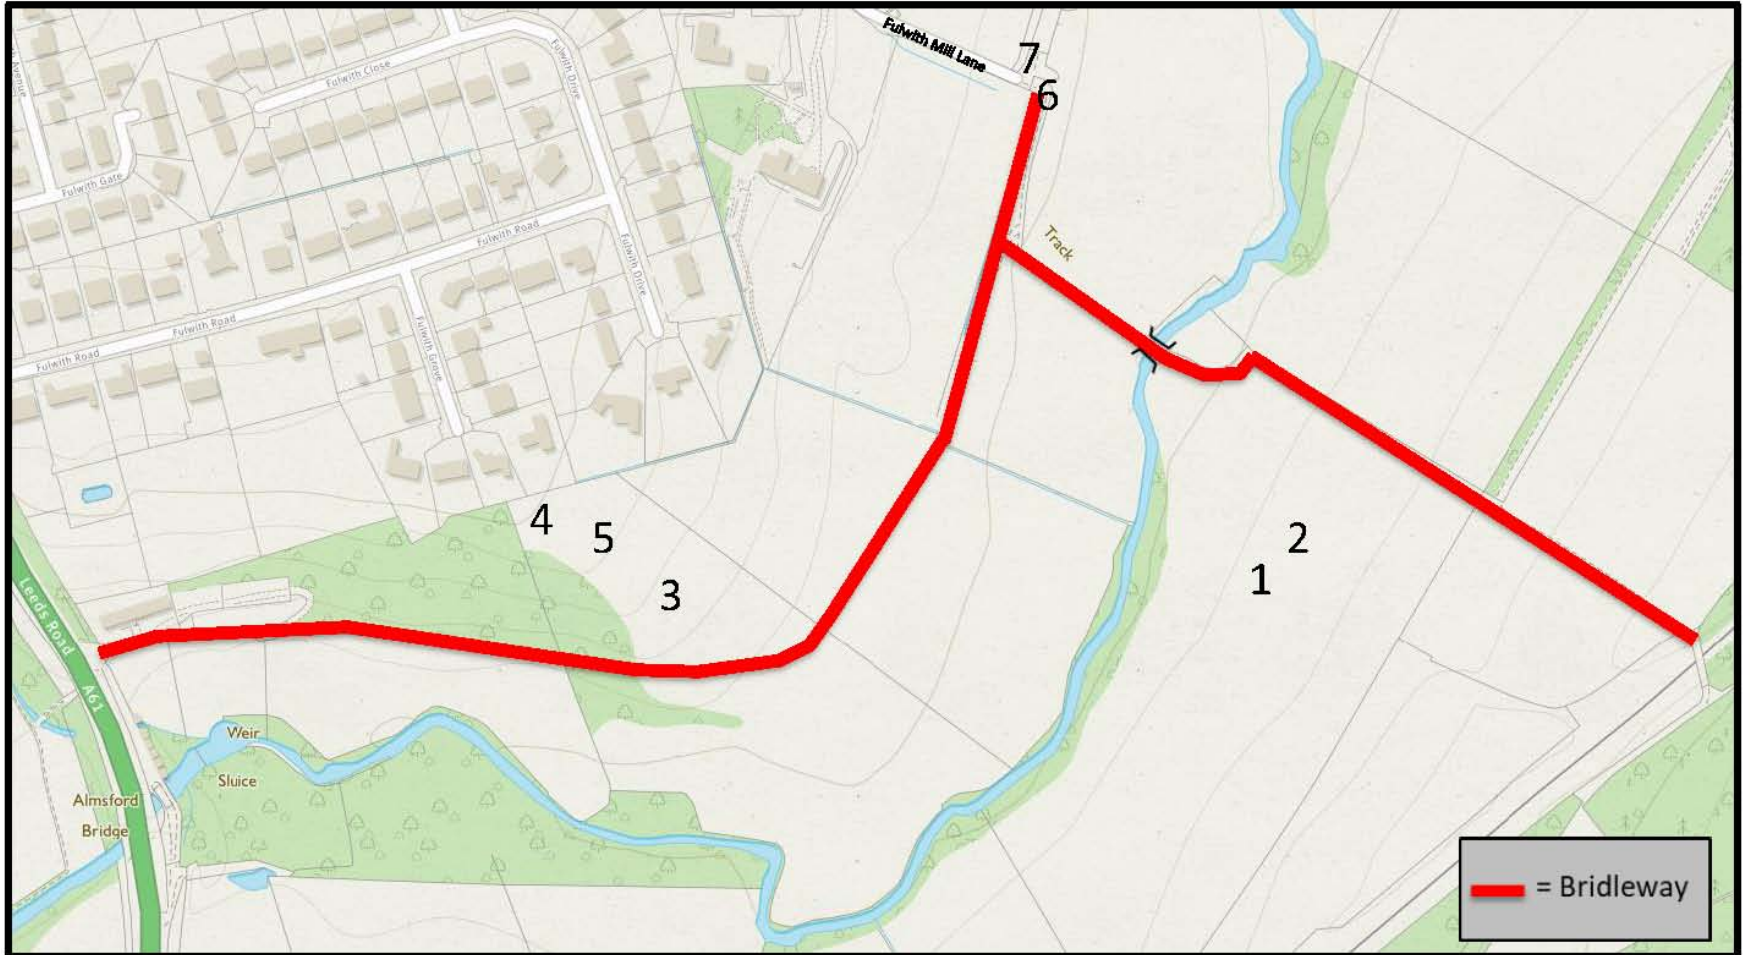 Fulwith Mill Lane
7
6
Fulwith Close
Fulwith Drive
Avenue
Fulwith Gate
Fulwith Road
Fulwith Drive
Track
Fulwith Road
Fulwith Grove
Fulwith Road
4
5
3
2
1
Leeds Road
A61
Weir
Sluice
Almsford
Bridge
= Bridleway